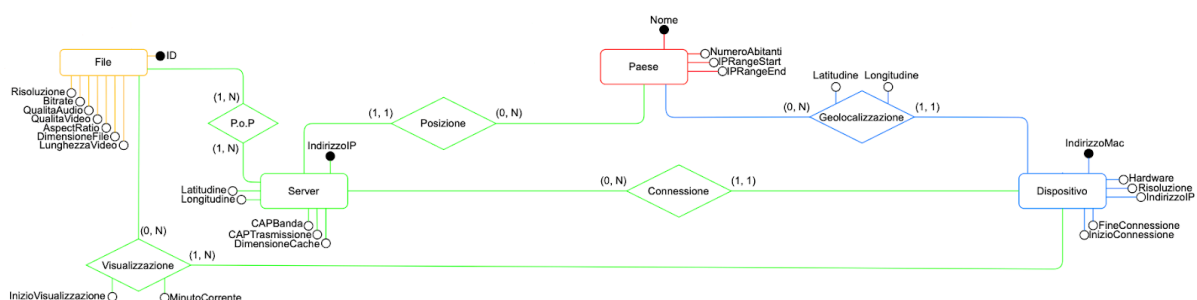 Nome
File
ID
Paese
NumeroAbitanti
IPRangeStart
IPRangeEnd
Risoluzione
Bitrate
QualitaAudio
QualitaVideo
AspectRatio
DimensioneFile
LunghezzaVideo
(1, N)
P.o.P
(1, N)
(1, 1)
Posizione
(0, N)
Latitudine
Longitudine
(0, N)
Geolocalizzazione
(1, 1)
IndirizzoIP
Server
Latitudine
Longitudine
CAPBanda
CAPTrasmissione
DimensioneCache
(0, N)
Connessione
(1, 1)
IndirizzoMac
Dispositivo
Hardware
Risoluzione
IndirizzoIP
FineConnessione
InizioConnessione
(0, N)
Visualizzazione
(1, N)
InizioVisualizzazione
MinutoCorrente